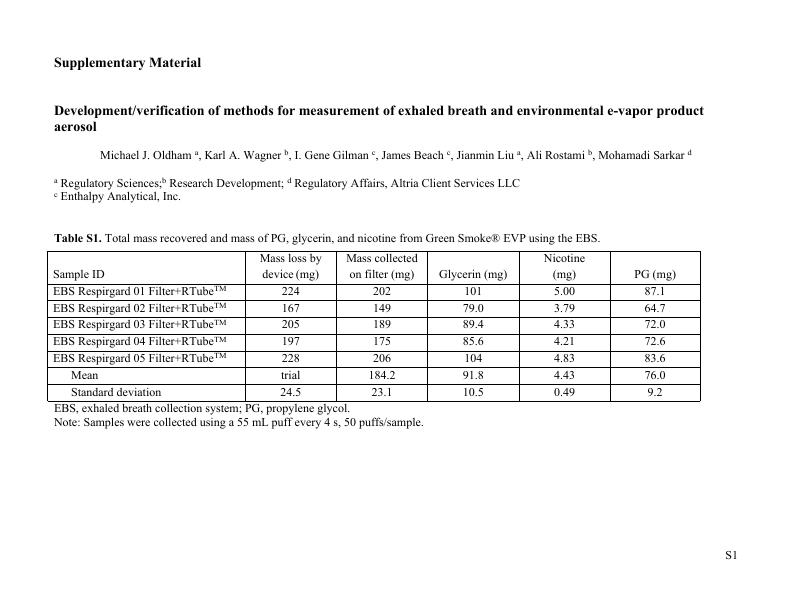 Supplementary Material
Development/verification of methods for measurement of exhaled breath and environmental e-vapor product
aerosol
Michael J. Oldham a, Karl A. Wagner b, I. Gene Gilman c, James Beach c, Jianmin Liu a, Ali Rostami b, Mohamadi Sarkar d
a Regulatory Sciences;b Research Development; d Regulatory Affairs, Altria Client Services LLC
c Enthalpy Analytical, Inc.
Table S1. Total mass recovered and mass of PG, glycerin, and nicotine from Green Smoke® EVP using the EBS.
Sample ID Mass loss by device (mg) Mass collected on filter (mg) Glycerin (mg) Nicotine (mg) PG (mg)
EBS Respirgard 01 Filter+RTube™ 224 202 101 5.00 87.1
EBS Respirgard 02 Filter+RTube™ 167 149 79.0 3.79 64.7
EBS Respirgard 03 Filter+RTube™ 205 189 89.4 4.33 72.0
EBS Respirgard 04 Filter+RTube™ 197 175 85.6 4.21 72.6
EBS Respirgard 05 Filter+RTube™ 228 206 104 4.83 83.6
Mean trial 184.2 91.8 4.43 76.0
Standard deviation 24.5 23.1 10.5 0.49 9.2
EBS, exhaled breath collection system; PG, propylene glycol.
Note: Samples were collected using a 55 mL puff every 4 s, 50 puffs/sample.
S1